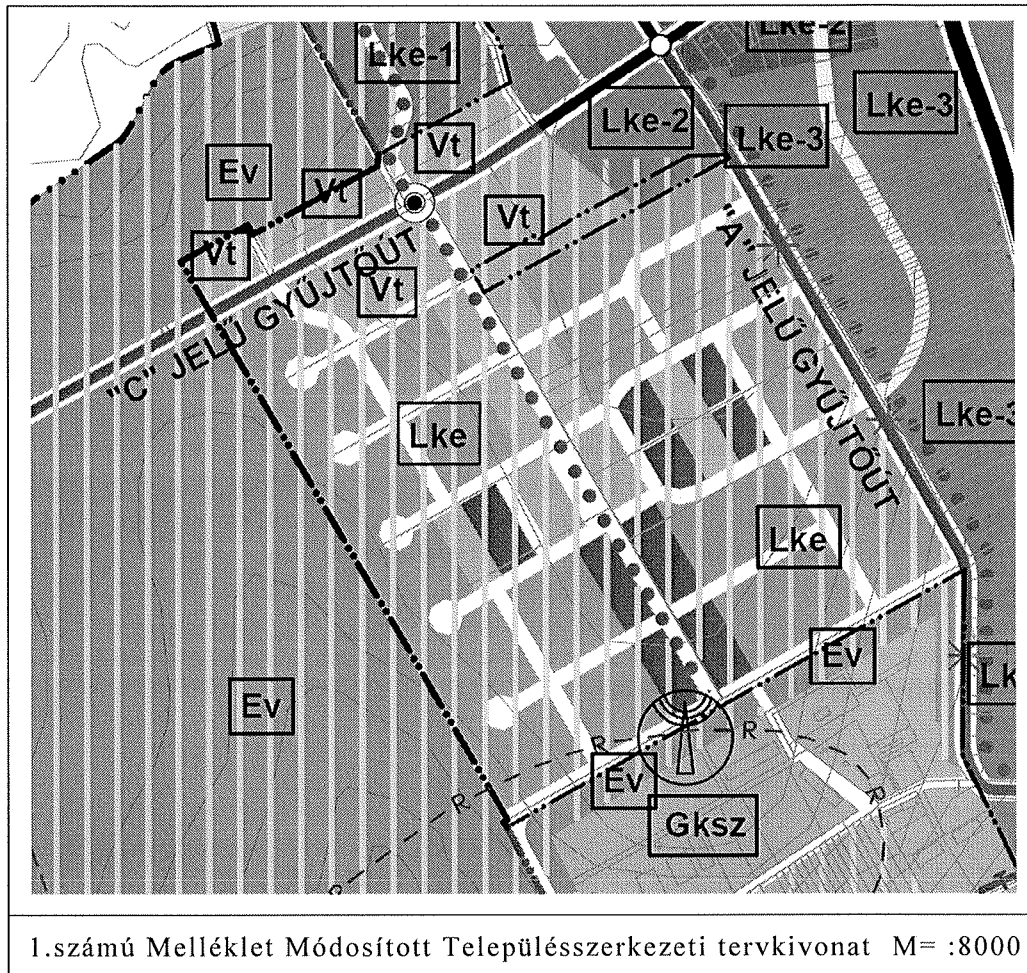 Lke-2
Lke-1
Lke-3
Lke-2
Lke-3
Vt
Ev
Vt
Vt
Vt
Vt
"A" JELŰ GYŰJTŐÚT
"C" JELŰ GYŰJTŐÚT
Lke
Lke-3
Lke
Ev
Ev
R
R
Ev
R
R
Gksz
1.számú Melléklet Módosított Településszerkezeti tervkivonat M= :8000